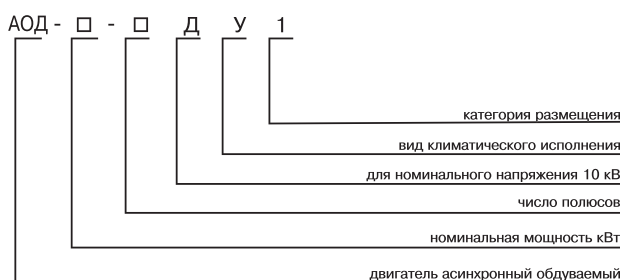 АОД - □ - □ Д У 1
категория размещения
вид климатического исполнения
для номинального напряжения 10 кВ
число полюсов
номинальная мощность кВт
двигатель асинхронный обдуваемый